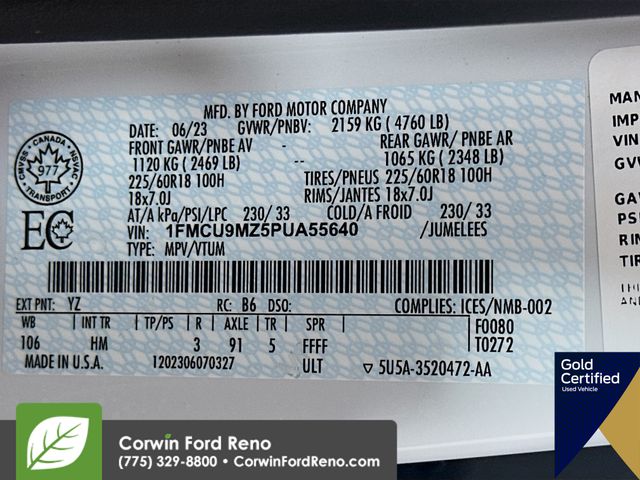 MFD. BY FORD MOTOR COMPANY
DATE: 06/23 GVWR/PNBV: 2159 KG ( 4760 LB)
FRONT GAWR/PNBE AV - REAR GAWR/ PNBE AR
1120 KG ( 2469 LB) -- 1065 KG ( 2348 LB)
225/60R18 100H TIRES/PNEUS 225/60R18 100H
18x7.0J RIMS/JANTES 18x7.0J
AT/A kPa/PSI/LPC 230/ 33 COLD/A FROID 230/ 33
VIN: 1FMCU9MZ5PUA55640 /JUMELEES
TYPE: MPV/VTUM
CMVSS • CANADA • NSVAC
977
TRANSPORT
EC
EXT PNT: YZ RC: B6 DSO: COMPLIES: ICES/NMB-002
WB INT TR TP/PS R AXLE TR SPR F0080
106 HM 3 91 5 FFFF T0272
MADE IN U.S.A. 1202306070327 ULT ▽ 5U5A-3520472-AA
MAN
IMP
VIN
GVW
GA
PS
RIN
TIR
Gold
Certified
Used Vehicle
Corwin Ford Reno
(775) 329-8800 • CorwinFordReno.com